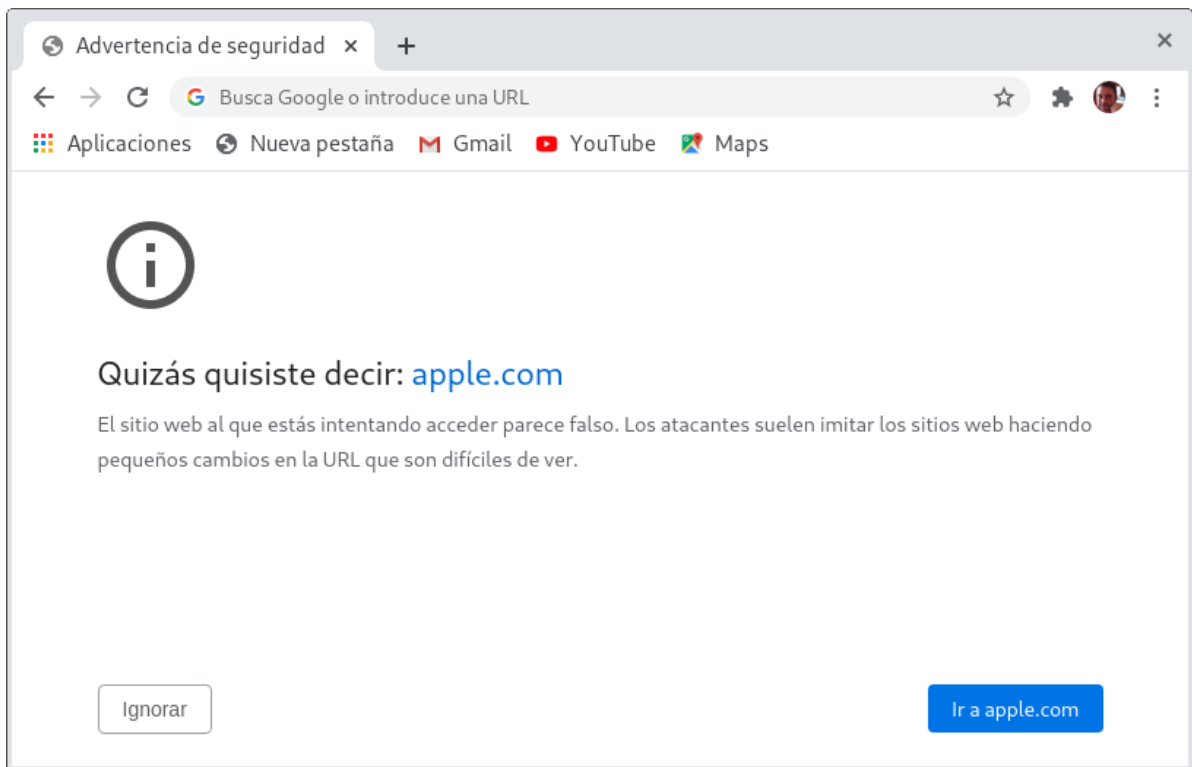 Advertencia de seguridad
Busca Google o introduce una URL
Aplicaciones Nueva pestaña Gmail YouTube Maps
Quizás quisiste decir: apple.com
El sitio web al que estás intentando acceder parece falso. Los atacantes suelen imitar los sitios web haciendo
pequeños cambios en la URL que son difíciles de ver.
Ignorar Ir a apple.com